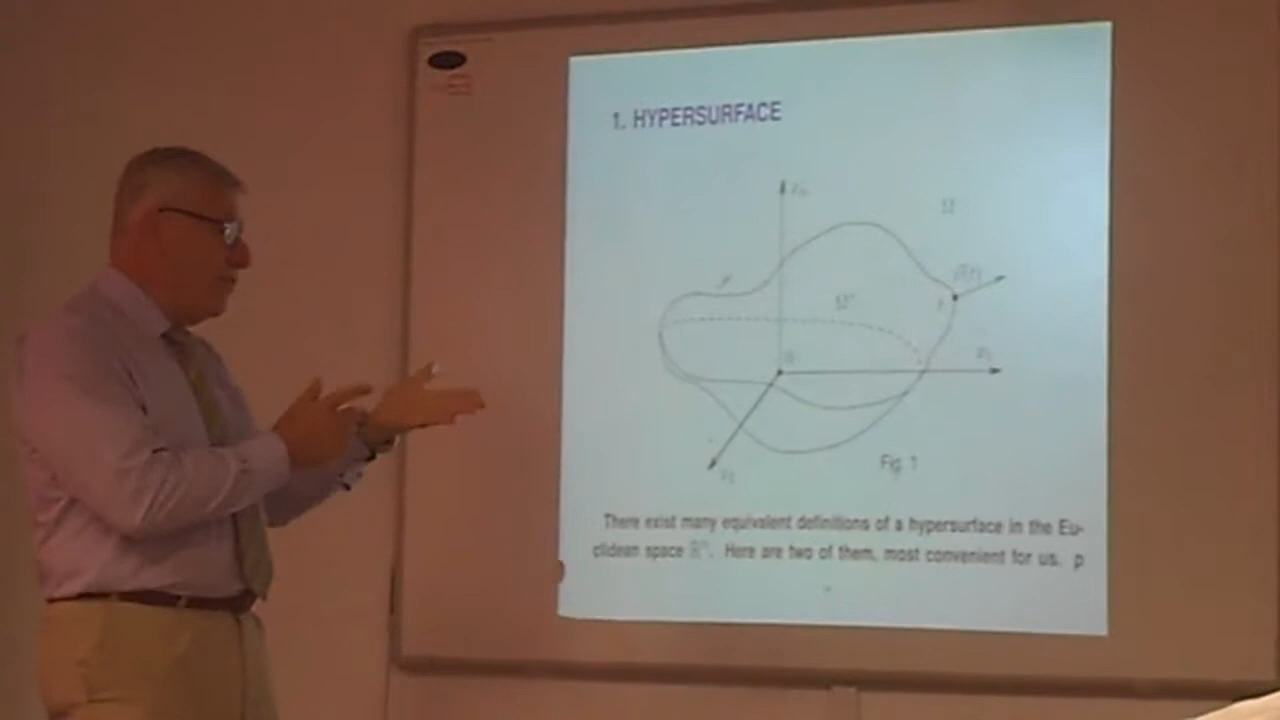 1. HYPERSURFACE
Fig. 1
There exist many equivalent definitions of a hypersurface in the Eu-
clidean space ℝⁿ. Here are two of them, most convenient for us. p